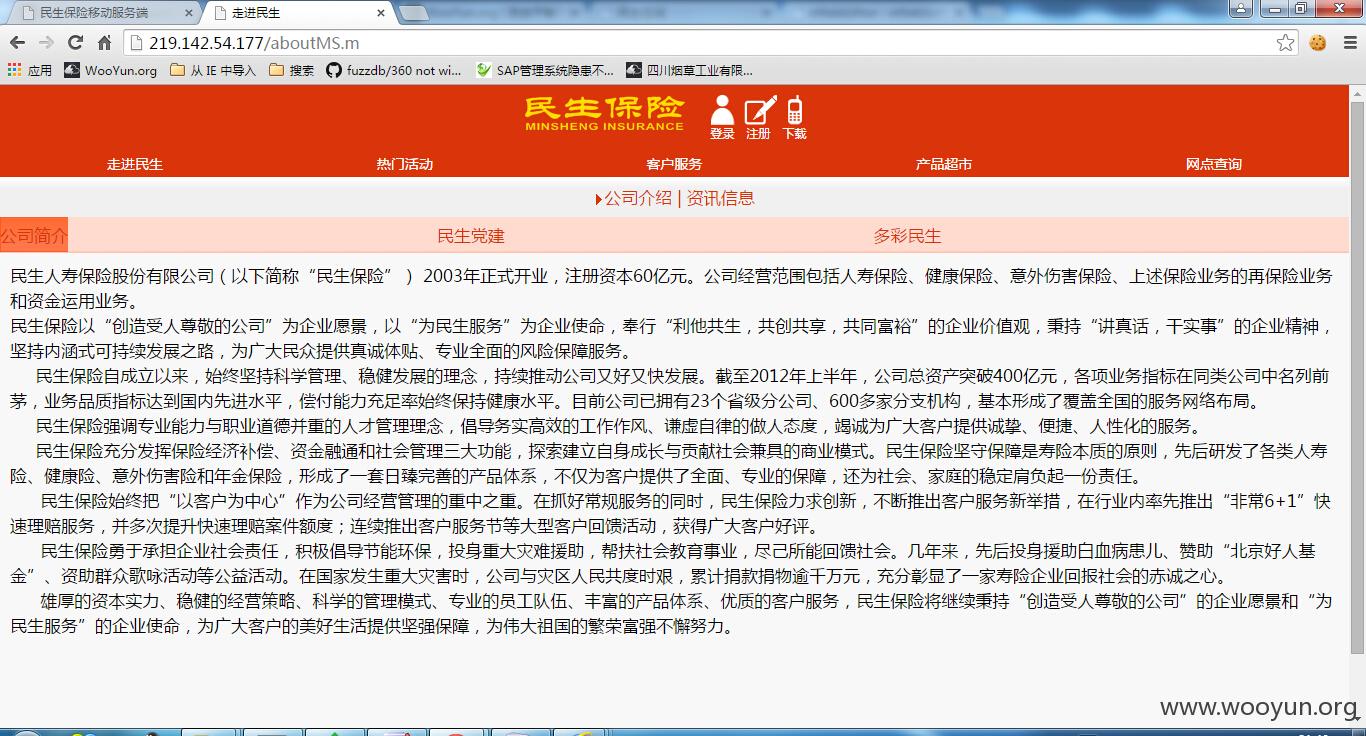 民生保险移动服务端
走进民生
219.142.54.177/aboutMS.m
应用 WooYun.org 从 IE 中导入 搜索 fuzzdb/360 not wi... SAP管理系统隐患不... 四川烟草工业有限...
民生保险
MINSHENG INSURANCE
登录 注册 下载
走进民生 热门活动 客户服务 产品超市 网点查询
公司介绍 | 资讯信息
公司简介 民生党建 多彩民生
民生人寿保险股份有限公司（以下简称“民生保险” ） 2003年正式开业，注册资本60亿元。公司经营范围包括人寿保险、健康保险、意外伤害保险、上述保险业务的再保险业务
和资金运用业务。
民生保险以“创造受人尊敬的公司”为企业愿景，以“为民生服务”为企业使命，奉行“利他共生，共创共享，共同富裕”的企业价值观，秉持“讲真话，干实事”的企业精神，
坚持内涵式可持续发展之路，为广大民众提供真诚体贴、专业全面的风险保障服务。
民生保险自成立以来，始终坚持科学管理、稳健发展的理念，持续推动公司又好又快发展。截至2012年上半年，公司总资产突破400亿元，各项业务指标在同类公司中名列前
茅，业务品质指标达到国内先进水平，偿付能力充足率始终保持健康水平。目前公司已拥有23个省级分公司、600多家分支机构，基本形成了覆盖全国的服务网络布局。
民生保险强调专业能力与职业道德并重的人才管理理念，倡导务实高效的工作作风、谦虚自律的做人态度，竭诚为广大客户提供诚挚、便捷、人性化的服务。
民生保险充分发挥保险经济补偿、资金融通和社会管理三大功能，探索建立自身成长与贡献社会兼具的商业模式。民生保险坚守保障是寿险本质的原则，先后研发了各类人寿
险、健康险、意外伤害险和年金保险，形成了一套日臻完善的产品体系，不仅为客户提供了全面、专业的保障，还为社会、家庭的稳定肩负起一份责任。
民生保险始终把“以客户为中心”作为公司经营管理的重中之重。在抓好常规服务的同时，民生保险力求创新，不断推出客户服务新举措，在行业内率先推出“非常6+1”快
速理赔服务，并多次提升快速理赔案件额度；连续推出客户服务节等大型客户回馈活动，获得广大客户好评。
民生保险勇于承担企业社会责任，积极倡导节能环保，投身重大灾难援助，帮扶社会教育事业，尽己所能回馈社会。几年来，先后投身援助白血病患儿、赞助“北京好人基
金”、资助群众歌咏活动等公益活动。在国家发生重大灾害时，公司与灾区人民共度时艰，累计捐款捐物逾千万元，充分彰显了一家寿险企业回报社会的赤诚之心。
雄厚的资本实力、稳健的经营策略、科学的管理模式、专业的员工队伍、丰富的产品体系、优质的客户服务，民生保险将继续秉持“创造受人尊敬的公司”的企业愿景和“为
民生服务”的企业使命，为广大客户的美好生活提供坚强保障，为伟大祖国的繁荣富强不懈努力。
www.wooyun.org